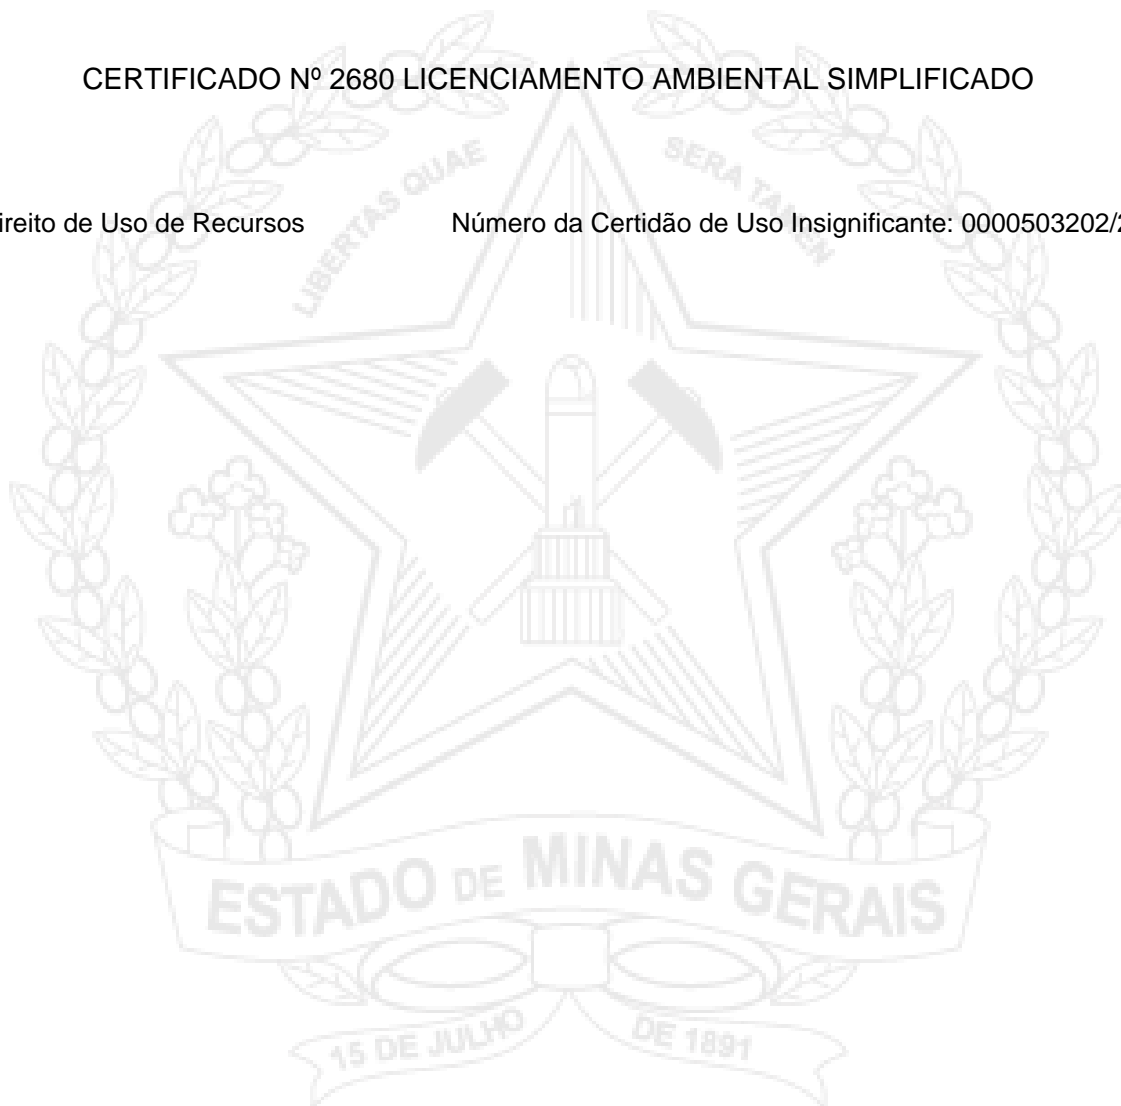 CERTIFICADO Nº 2680 LICENCIAMENTO AMBIENTAL SIMPLIFICADO
LIBERTAS QUAE SERA TAMEN
ireito de Uso de Recursos Número da Certidão de Uso Insignificante: 0000503202/2
ESTADO DE MINAS GERAIS
15 DE JULHO DE 1891